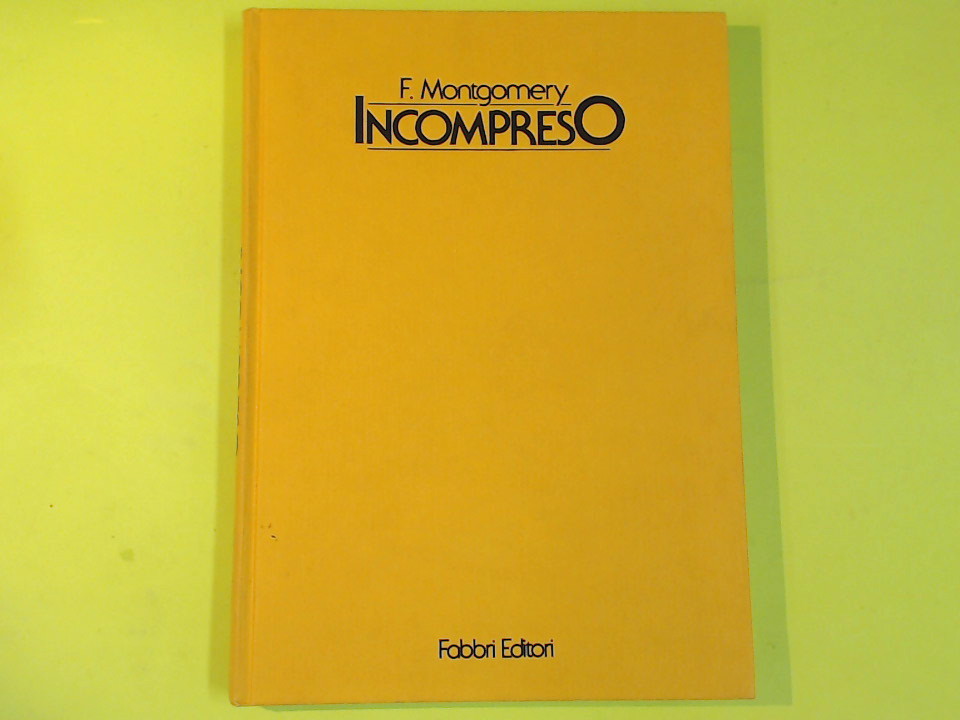 F. Montgomery
INCOMPRESO
Fabbri Editori